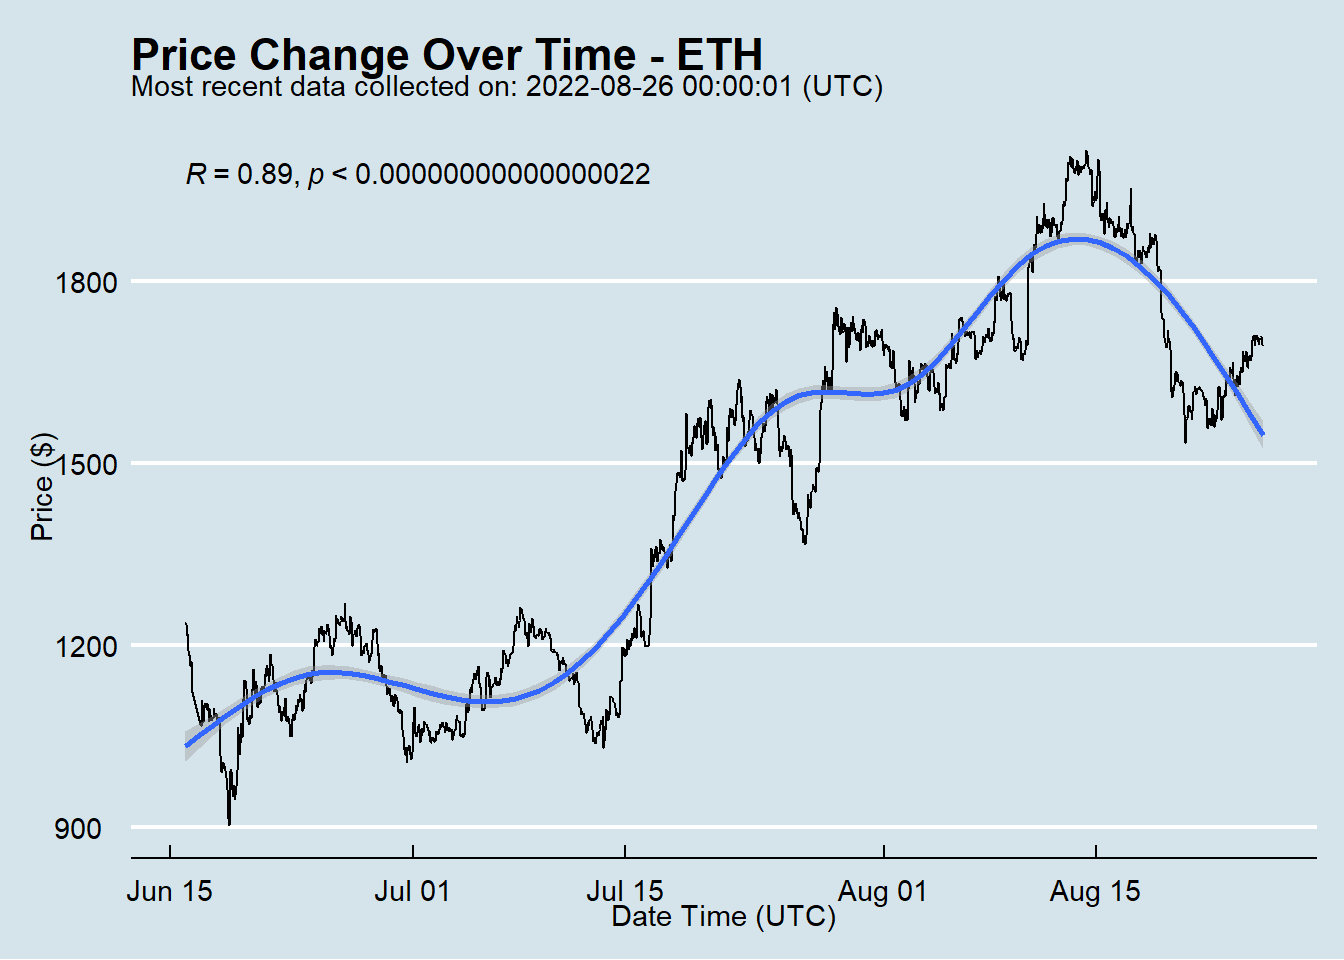 Price Change Over Time - ETH
Most recent data collected on: 2022-08-26 00:00:01 (UTC)
R = 0.89, p < 0.00000000000000022
1800
1500
1200
900
Price ($)
Jun 15 Jul 01 Jul 15 Aug 01 Aug 15
Date Time (UTC)